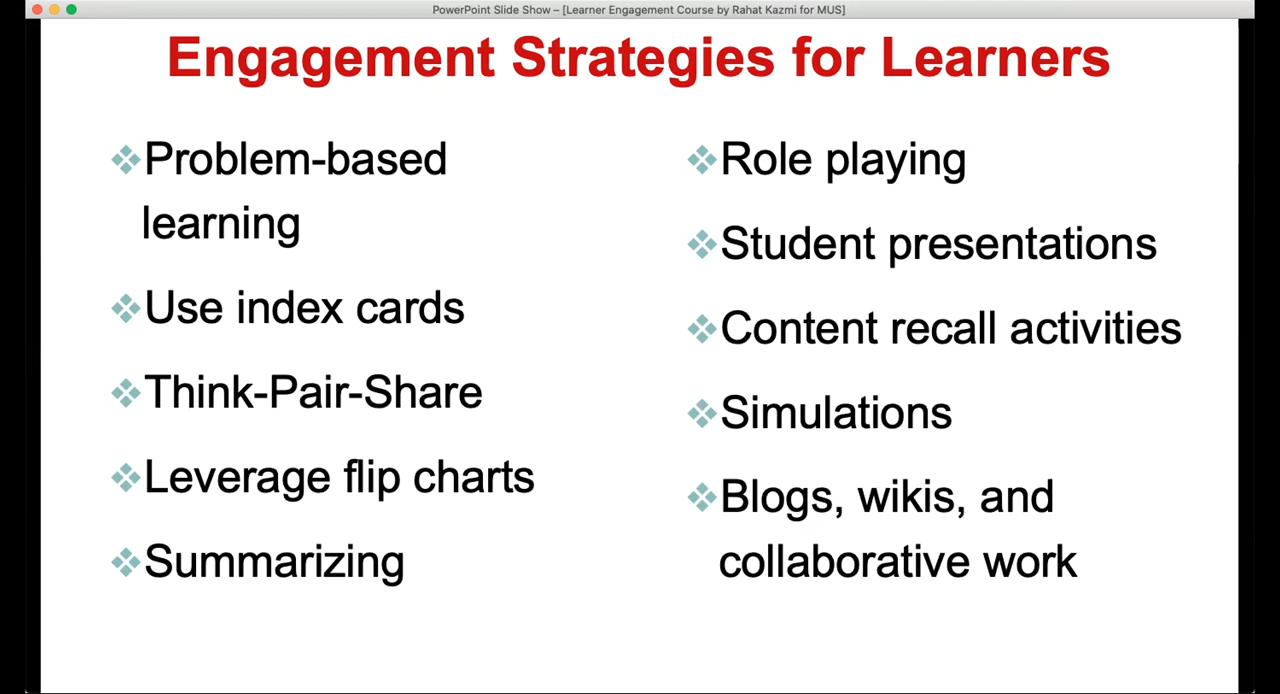 PowerPoint Slide Show – [Learner Engagement Course by Rahat Kazmi for MUS]
Engagement Strategies for Learners
Problem-based
learning
Use index cards
Think-Pair-Share
Leverage flip charts
Summarizing
Role playing
Student presentations
Content recall activities
Simulations
Blogs, wikis, and
collaborative work